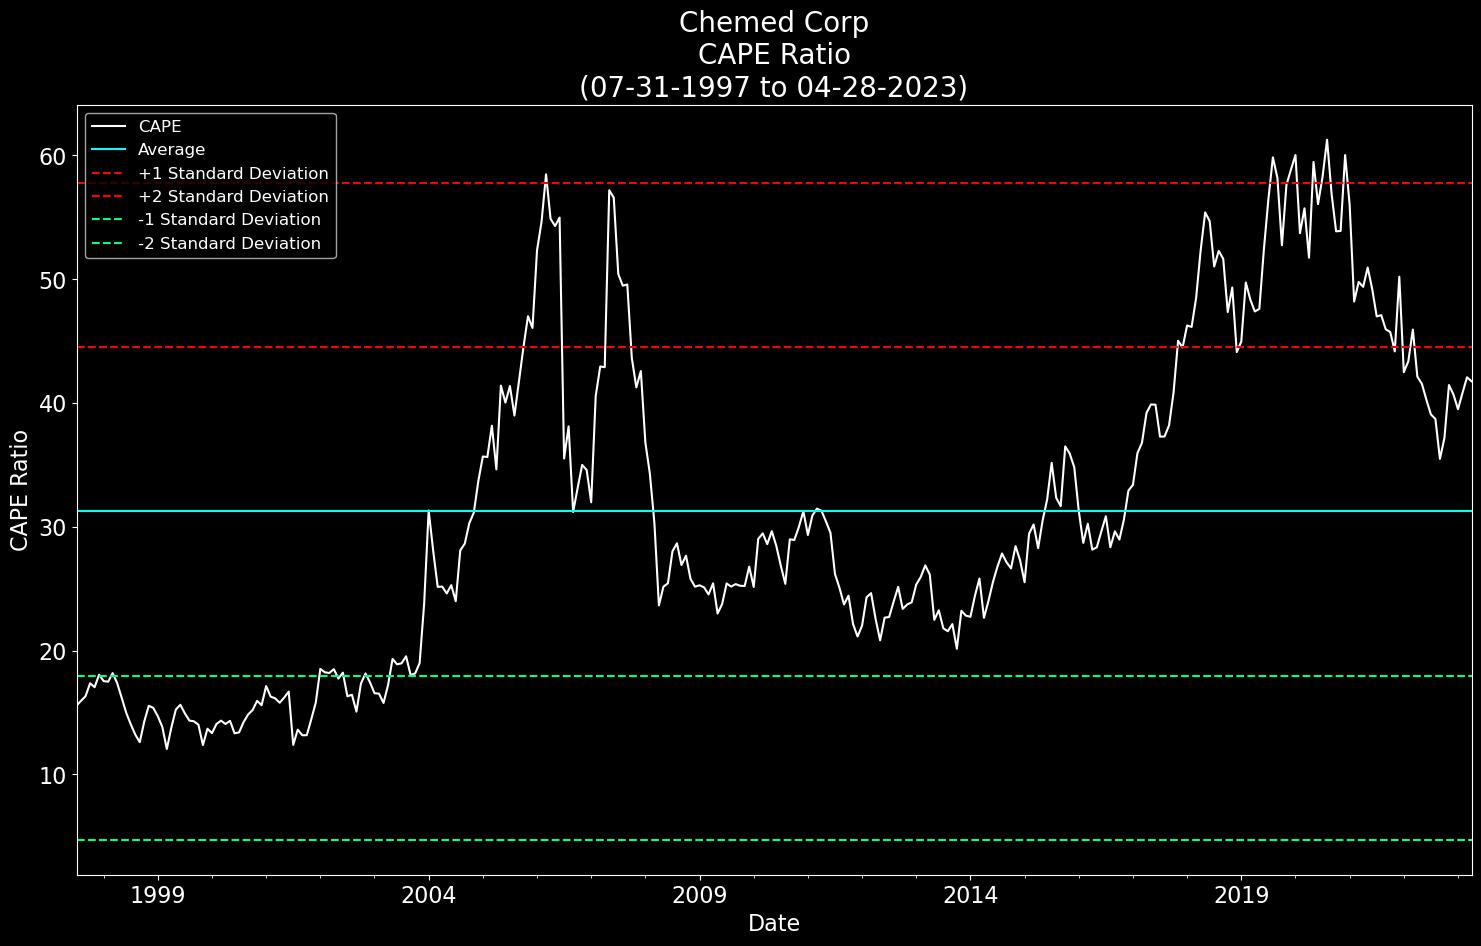 Chemed Corp
CAPE Ratio
(07-31-1997 to 04-28-2023)
CAPE
Average
+1 Standard Deviation
+2 Standard Deviation
-1 Standard Deviation
-2 Standard Deviation
60
50
40
30
20
10
CAPE Ratio
1999 2004 2009 2014 2019
Date